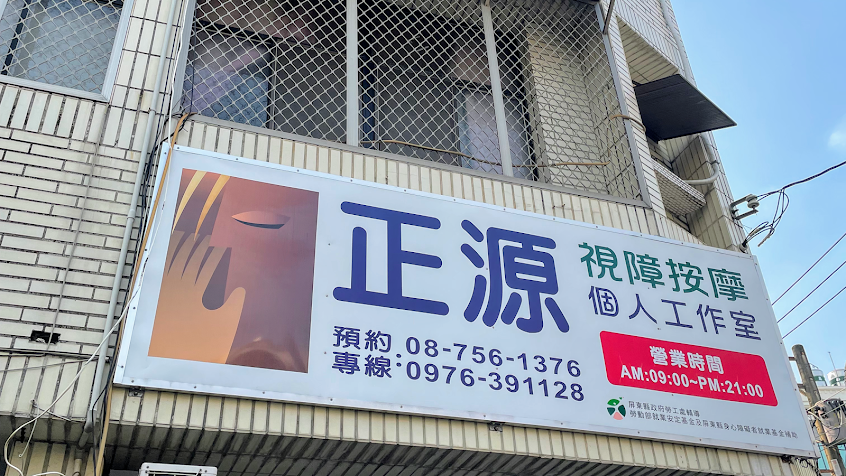 正源
視障按摩
個人工作室
預約
專線:
08-756-1376
0976-391128
營業時間
AM:09:00~PM:21:00
屏東縣政府勞工處輔導
勞動部就業安定基金及屏東縣身心障礙者就業基金補助